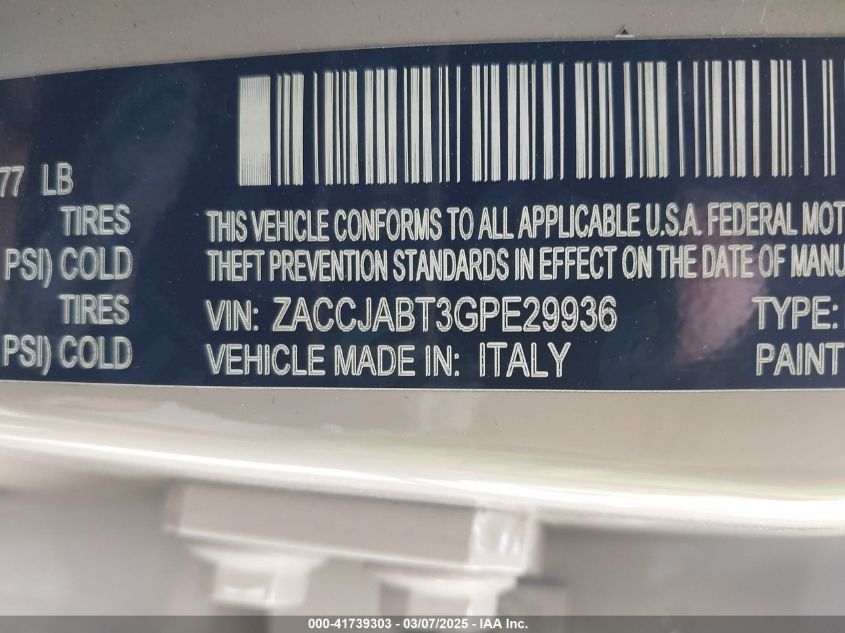 77 LB
TIRES
PSI) COLD
TIRES
PSI) COLD
THIS VEHICLE CONFORMS TO ALL APPLICABLE U.S.A. FEDERAL MOT
THEFT PREVENTION STANDARDS IN EFFECT ON THE DATE OF MANU
VIN: ZACCJABT3GPE29936 TYPE:
VEHICLE MADE IN: ITALY PAINT
000-41739303 - 03/07/2025 - IAA Inc.